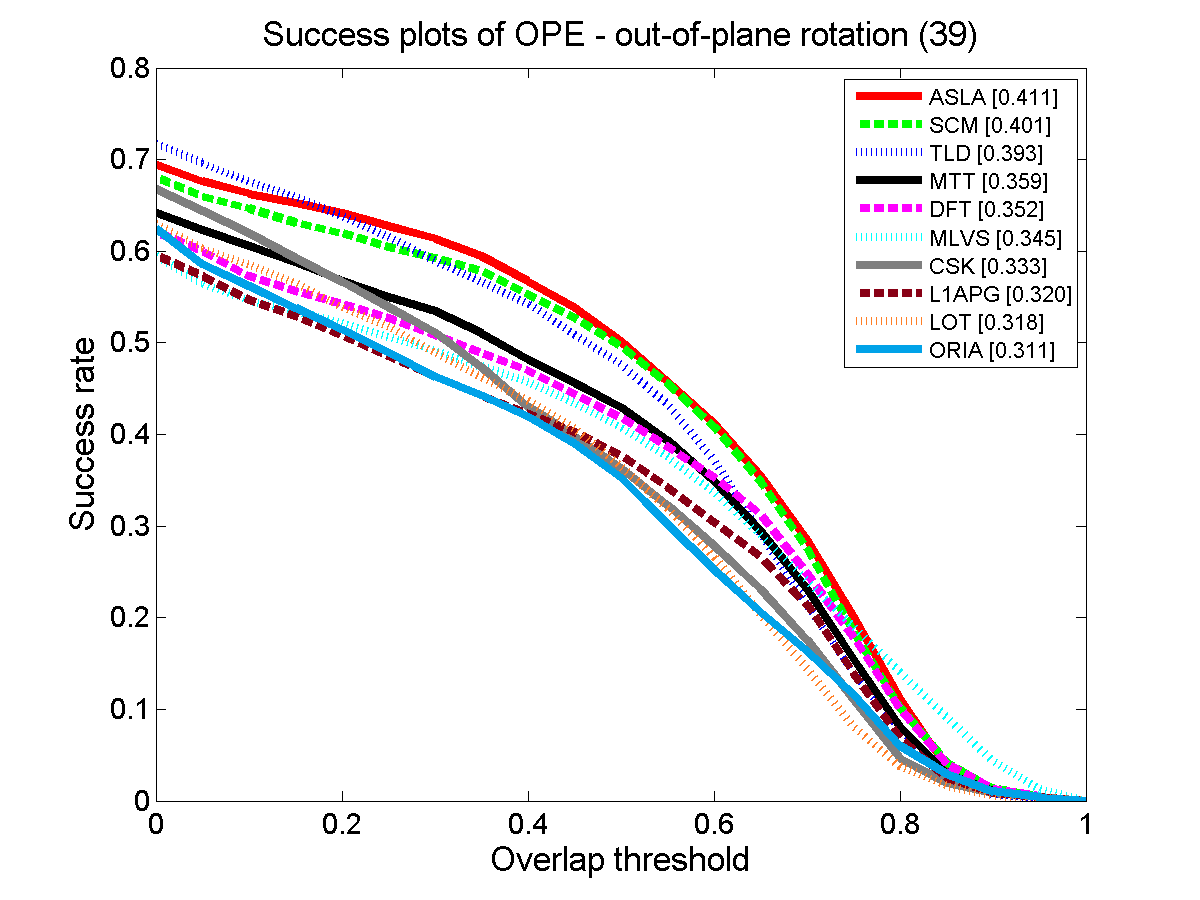 Success plots of OPE - out-of-plane rotation (39)
0.8
0.7
0.6
0.5
0.4
0.3
0.2
0.1
0
Success rate
ASLA [0.411]
SCM [0.401]
TLD [0.393]
MTT [0.359]
DFT [0.352]
MLVS [0.345]
CSK [0.333]
L1APG [0.320]
LOT [0.318]
ORIA [0.311]
0 0.2 0.4 0.6 0.8 1
Overlap threshold